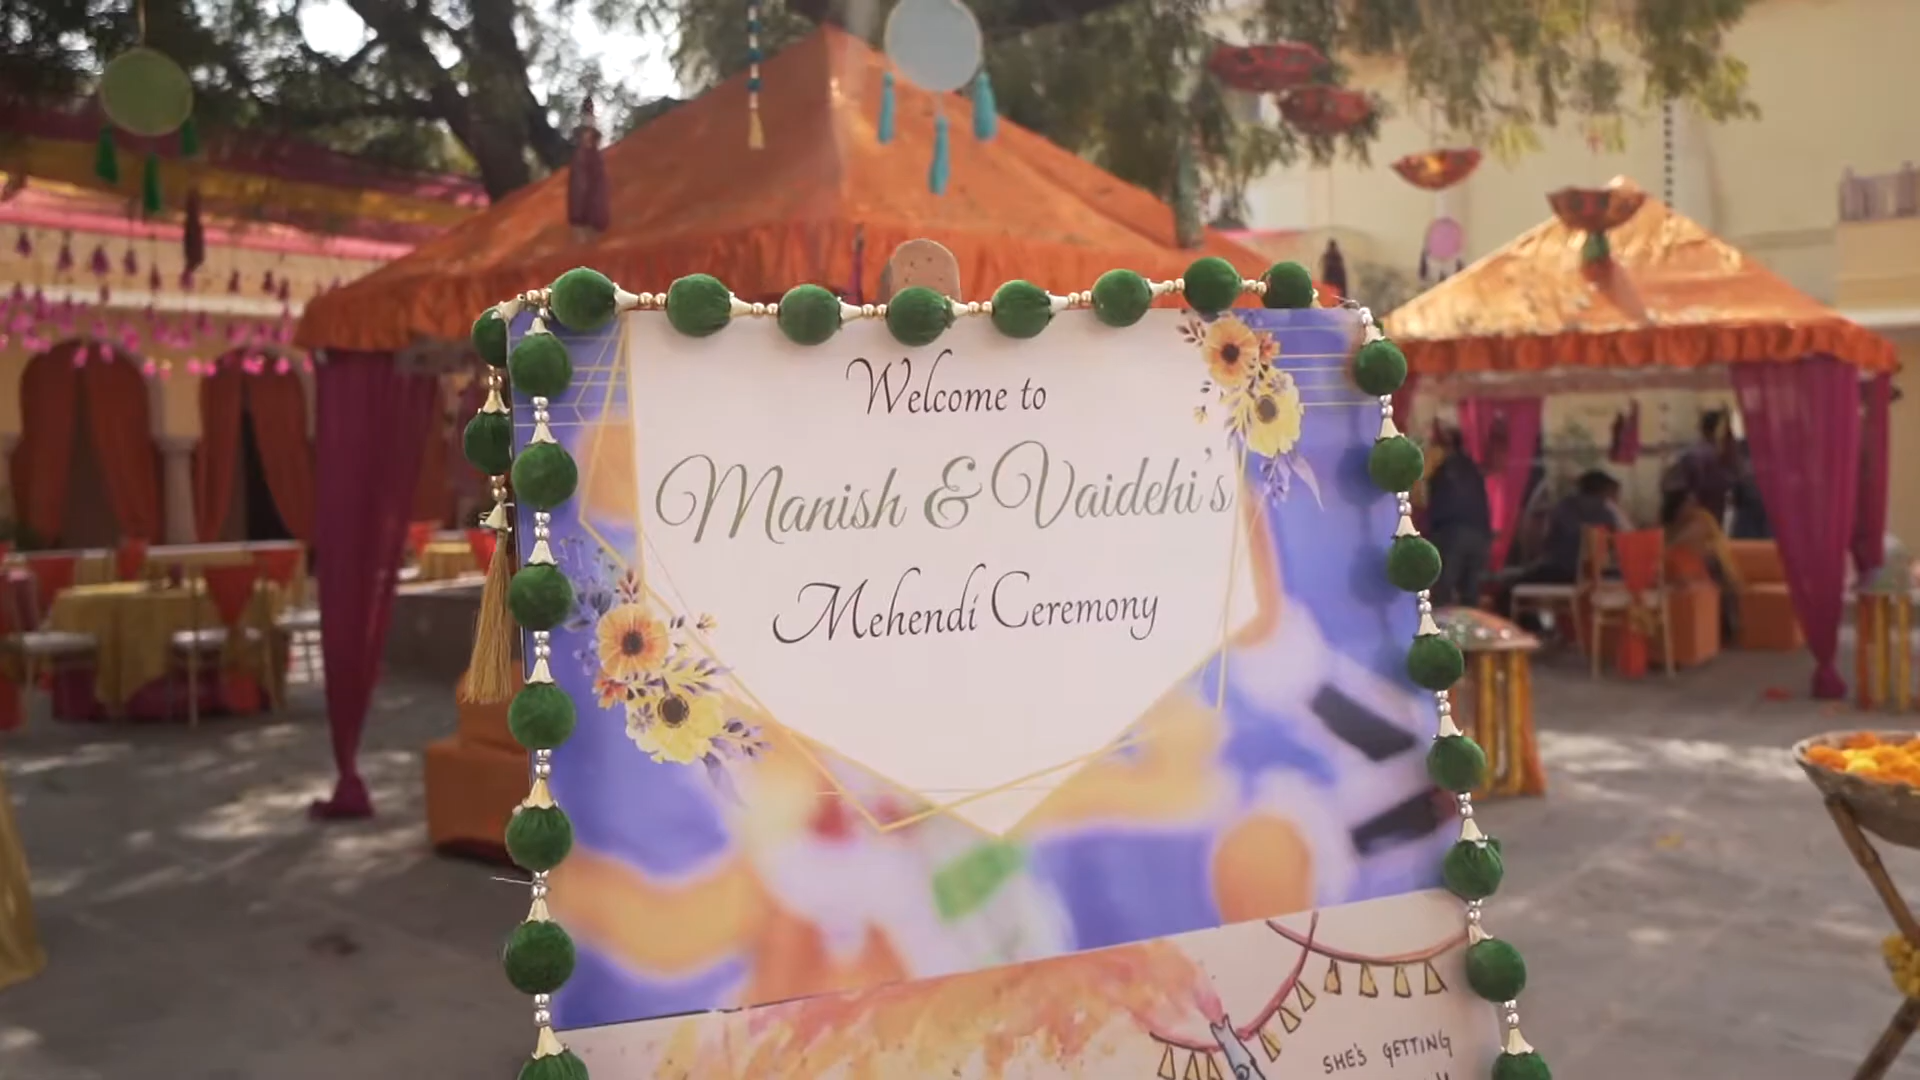 Welcome to
Manish & Vaidehi's
Mehendi Ceremony
SHE'S GETTING